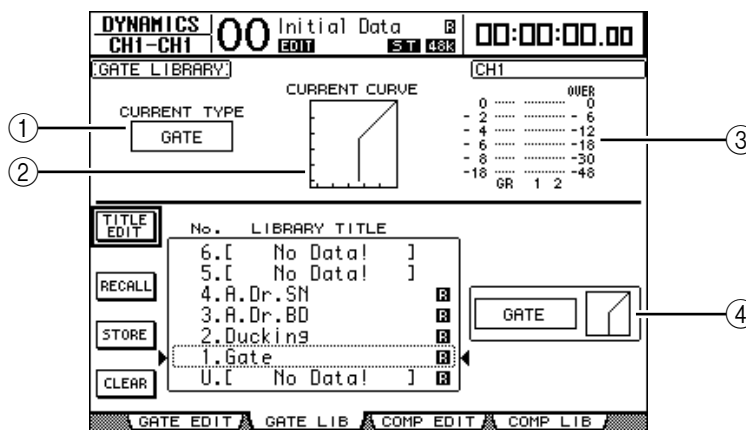 DYNAMICS
CH1-CH1
00
Initial Data R
EDIT ST 48K
00:00:00.00
GATE LIBRARY
CH1
CURRENT TYPE
GATE
CURRENT CURVE
OVER
0 0
-2 -6
-4 -12
-6 -18
-8 -30
-18 -48
GR 1 2
1
2
3
4
TITLE EDIT
RECALL
STORE
CLEAR
No. LIBRARY TITLE
6.[ No Data! ]
5.[ No Data! ]
4.A.Dr.SN R
3.A.Dr.BD R
2.Ducking R
1.Gate R
U.[ No Data! ] R
GATE
GATE EDIT GATE LIB COMP EDIT COMP LIB